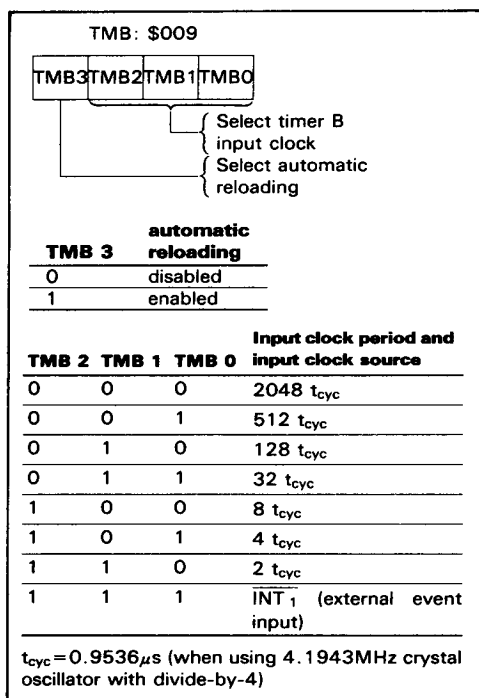 TMB: $009
TMB3 TMB2 TMB1 TMB0
Select timer B
input clock
Select automatic
reloading
automatic
TMB 3 reloading
0 disabled
1 enabled
Input clock period and
TMB 2 TMB 1 TMB 0 input clock source
0 0 0 2048 tcyc
0 0 1 512 tcyc
0 1 0 128 tcyc
0 1 1 32 tcyc
1 0 0 8 tcyc
1 0 1 4 tcyc
1 1 0 2 tcyc
1 1 1 INT1 (external event
input)
tcyc=0.9536μs (when using 4.1943MHz crystal
oscillator with divide-by-4)